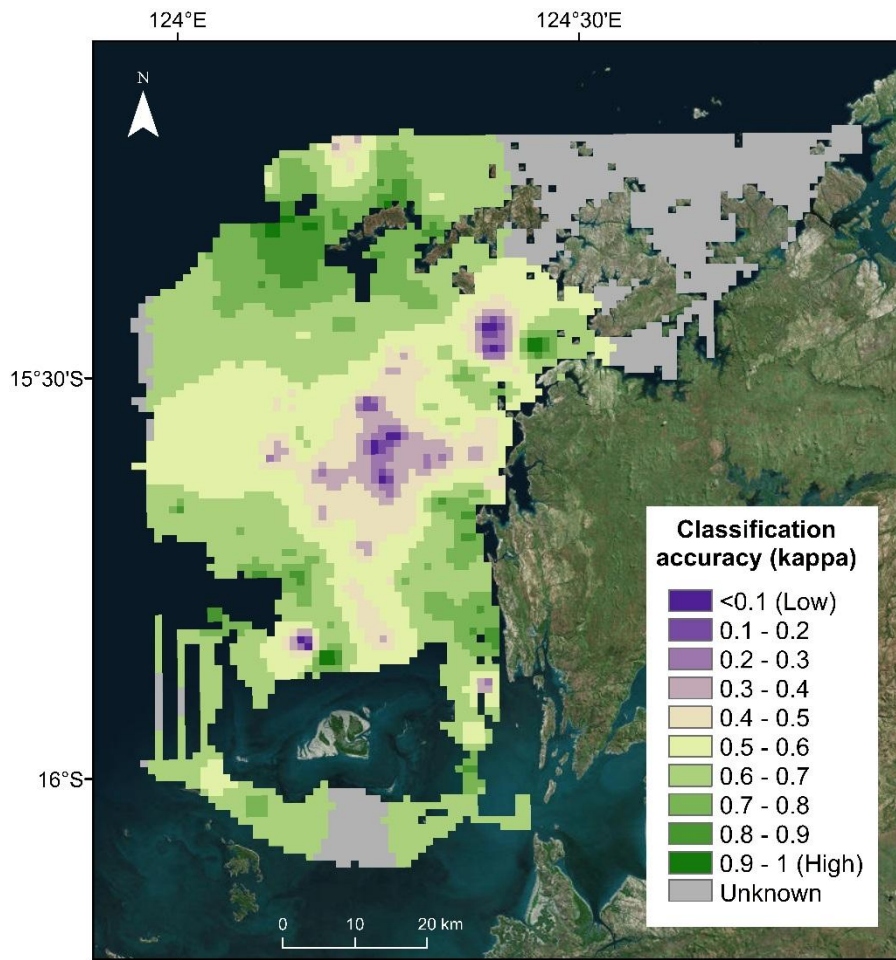 124°E 124°30'E
N
15°30'S
16°S
Classification
accuracy (kappa)
<0.1 (Low)
0.1 - 0.2
0.2 - 0.3
0.3 - 0.4
0.4 - 0.5
0.5 - 0.6
0.6 - 0.7
0.7 - 0.8
0.8 - 0.9
0.9 - 1 (High)
Unknown
0 10 20 km